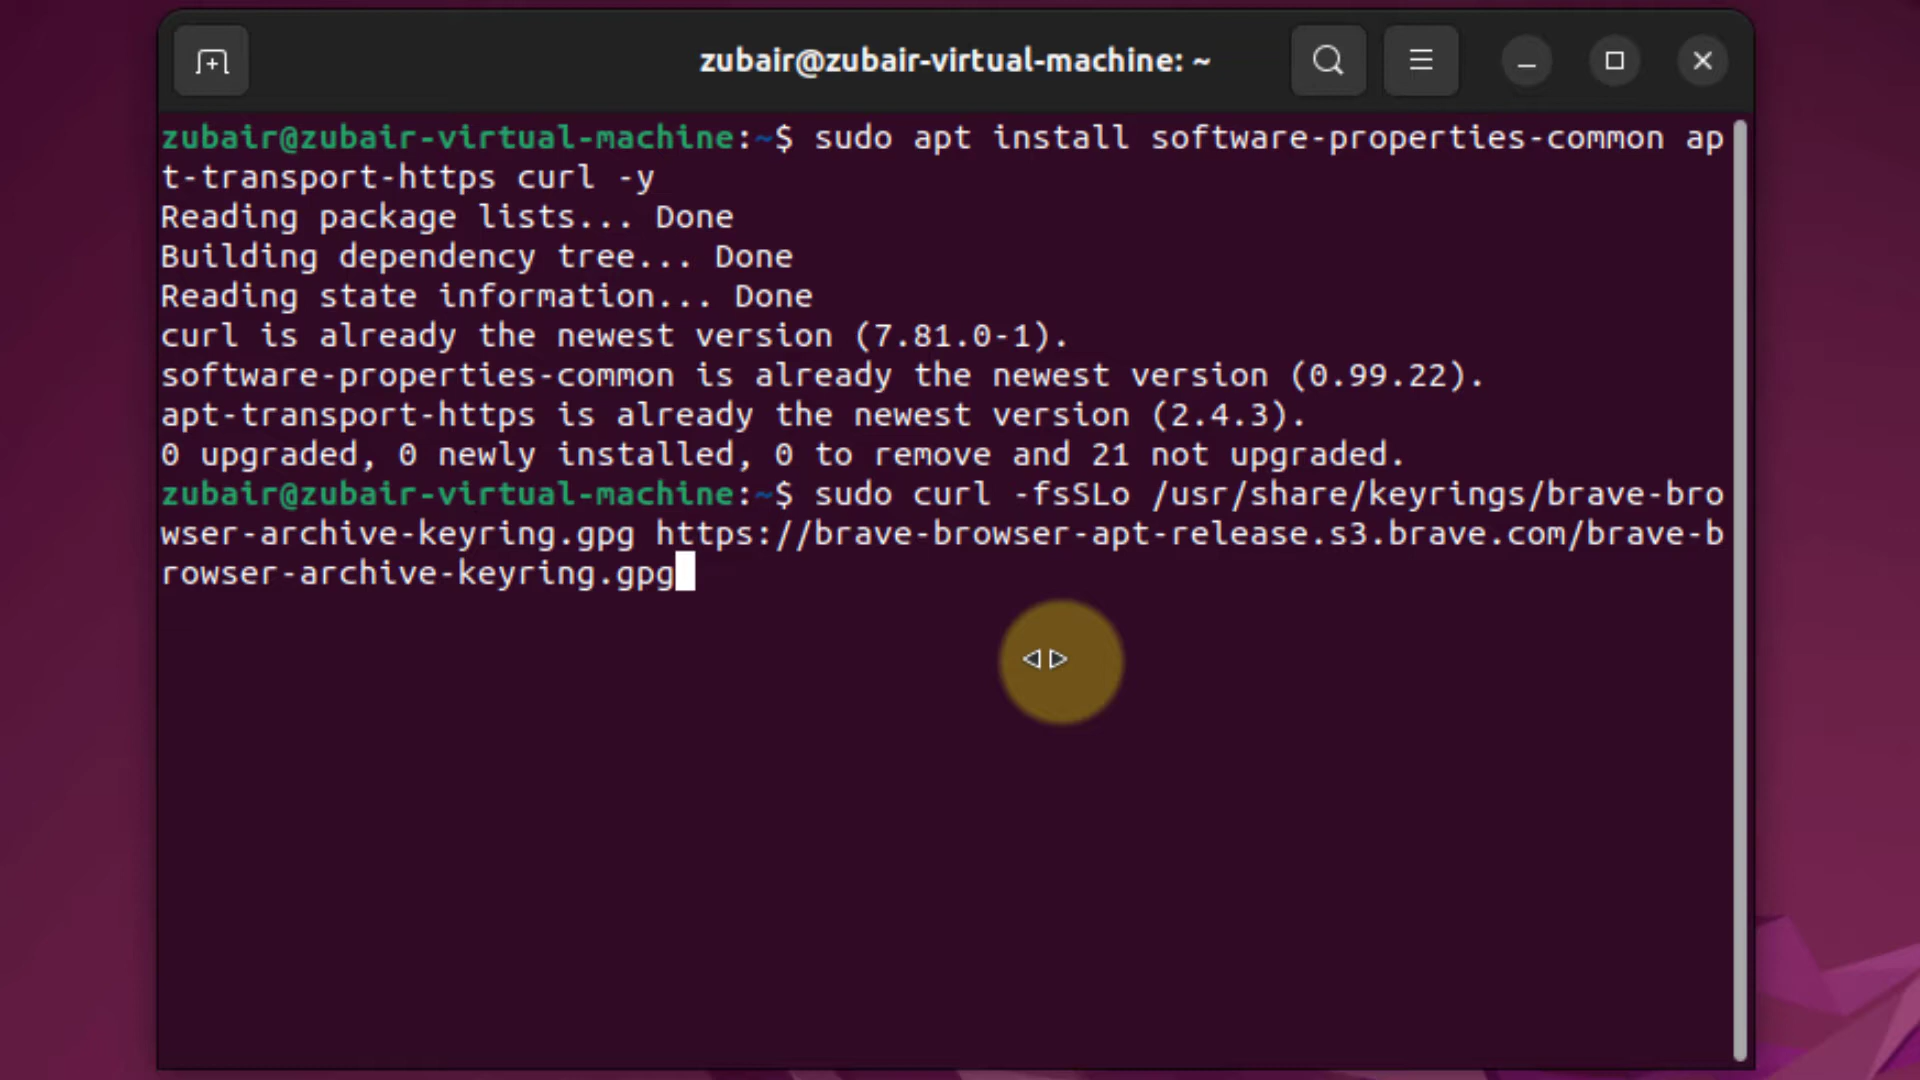 zubair@zubair-virtual-machine: ~
zubair@zubair-virtual-machine:~$ sudo apt install software-properties-common ap
t-transport-https curl -y
Reading package lists... Done
Building dependency tree... Done
Reading state information... Done
curl is already the newest version (7.81.0-1).
software-properties-common is already the newest version (0.99.22).
apt-transport-https is already the newest version (2.4.3).
0 upgraded, 0 newly installed, 0 to remove and 21 not upgraded.
zubair@zubair-virtual-machine:~$ sudo curl -fsSLo /usr/share/keyrings/brave-bro
wser-archive-keyring.gpg https://brave-browser-apt-release.s3.brave.com/brave-b
rowser-archive-keyring.gpg